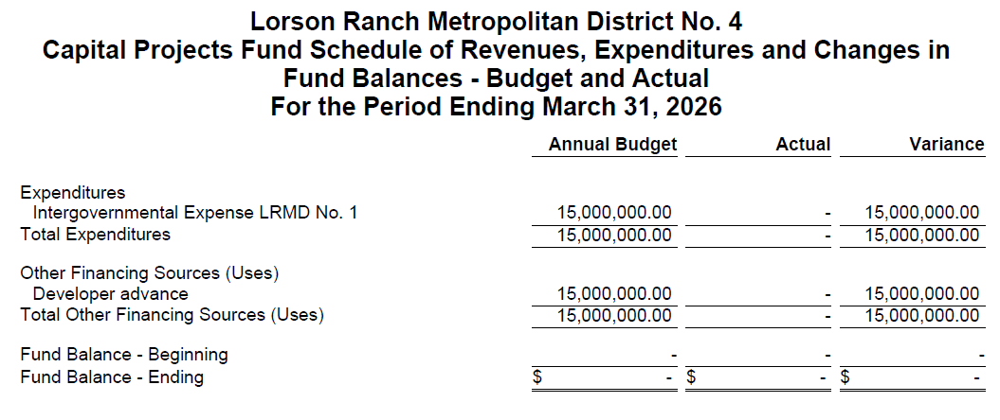 Lorson Ranch Metropolitan District No. 4
Capital Projects Fund Schedule of Revenues, Expenditures and Changes in
Fund Balances - Budget and Actual
For the Period Ending March 31, 2026
Annual Budget Actual Variance
Expenditures
Intergovernmental Expense LRMD No. 1 15,000,000.00 - 15,000,000.00
Total Expenditures 15,000,000.00 - 15,000,000.00
Other Financing Sources (Uses)
Developer advance 15,000,000.00 - 15,000,000.00
Total Other Financing Sources (Uses) 15,000,000.00 - 15,000,000.00
Fund Balance - Beginning - - -
Fund Balance - Ending $ - $ - $ -